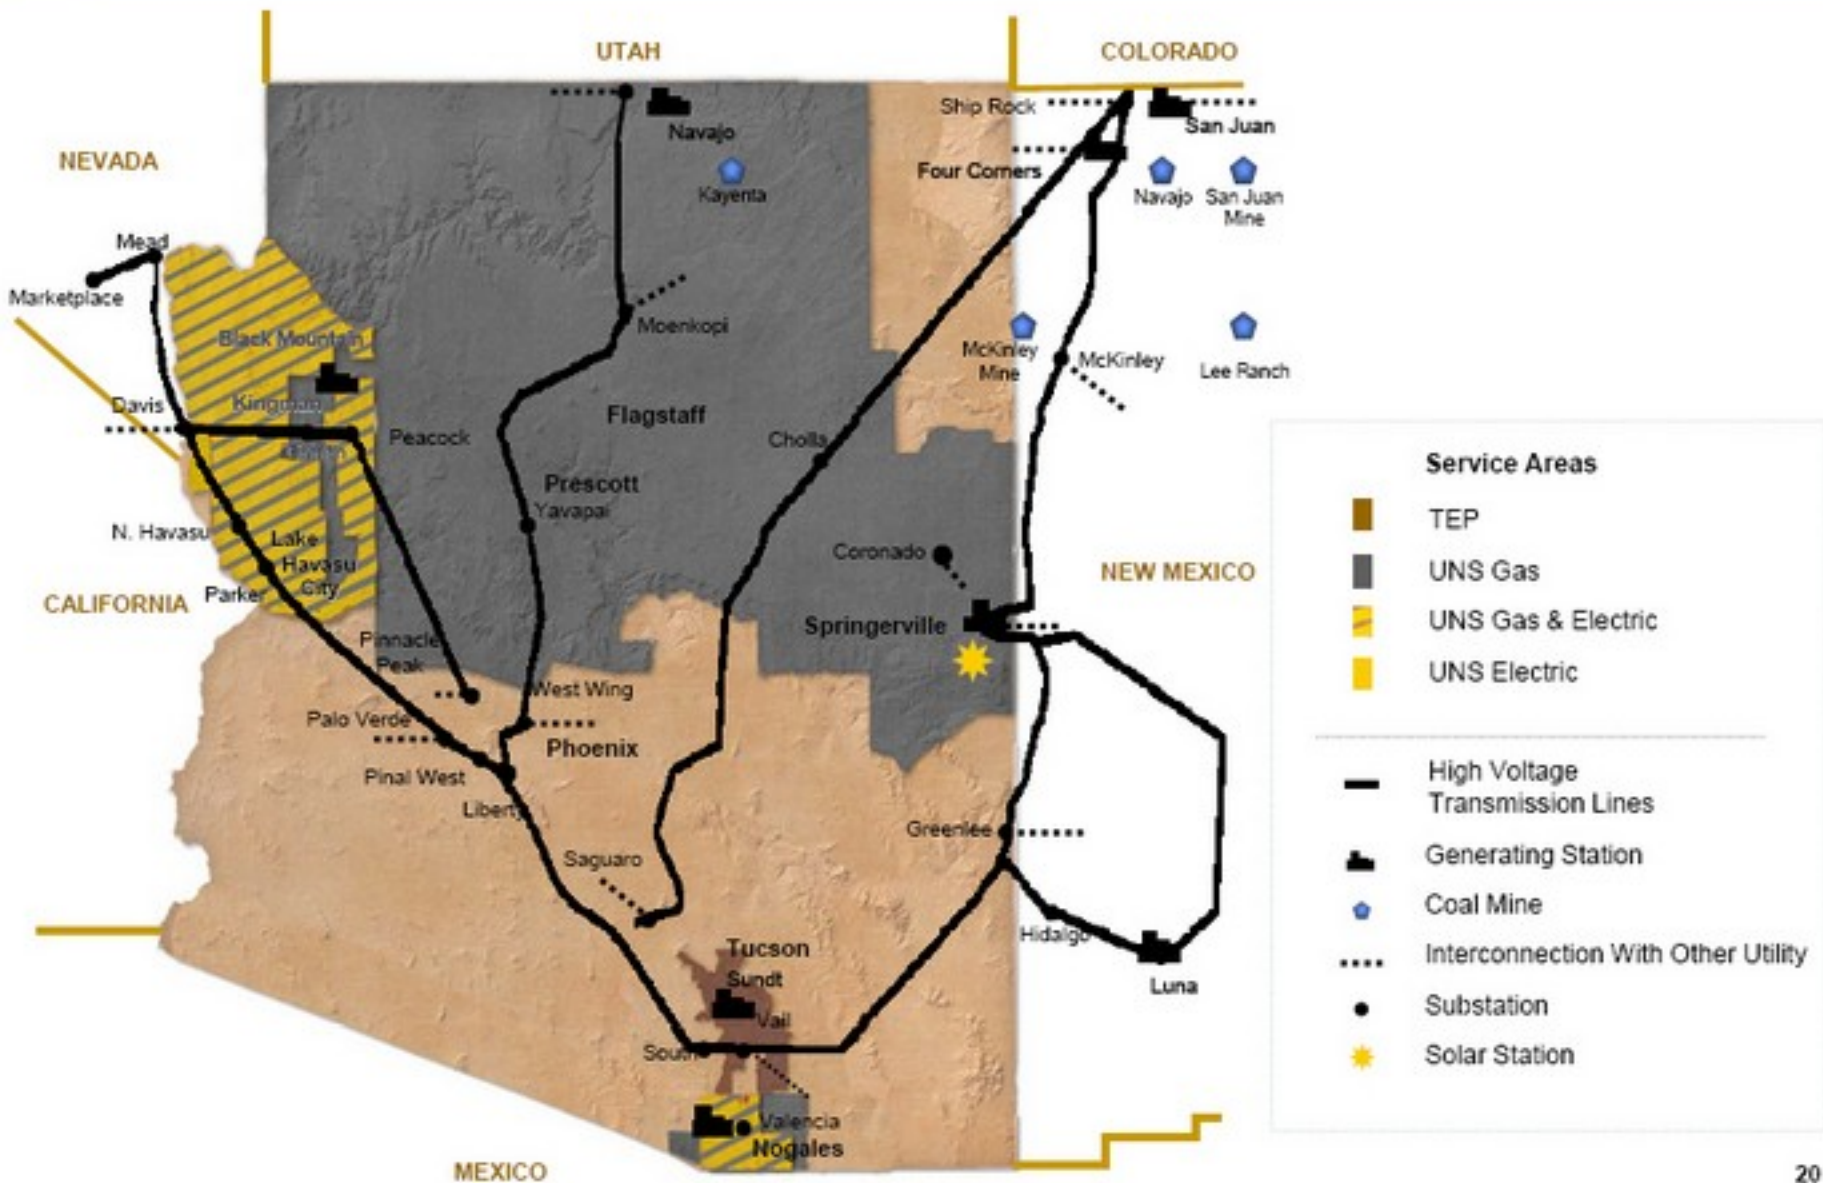 UTAH
COLORADO
Ship Rock
San Juan
Navajo
NEVADA
Four Corners
Kayenta
Navajo
San Juan
Mine
Mead
Marketplace
Black Mountain
Moenkopi
McKinley
Mine
McKinley
Lee Ranch
Davis
Kingman
Peacock
Flagstaff
Cholla
Prescott
Yavapai
N. Havasu
Lake
Havasu
City
Parker
CALIFORNIA
Coronado
NEW MEXICO
Springerville
Pinnacle
Peak
West Wing
Palo Verde
Phoenix
Pinal West
Liberty
Greenlee
Saguaro
Hidalgo
Tucson
Sundt
Luna
Vail
South
Valencia
Nogales
MEXICO
Service Areas
TEP
UNS Gas
UNS Gas & Electric
UNS Electric
High Voltage
Transmission Lines
Generating Station
Coal Mine
Interconnection With Other Utility
Substation
Solar Station
20